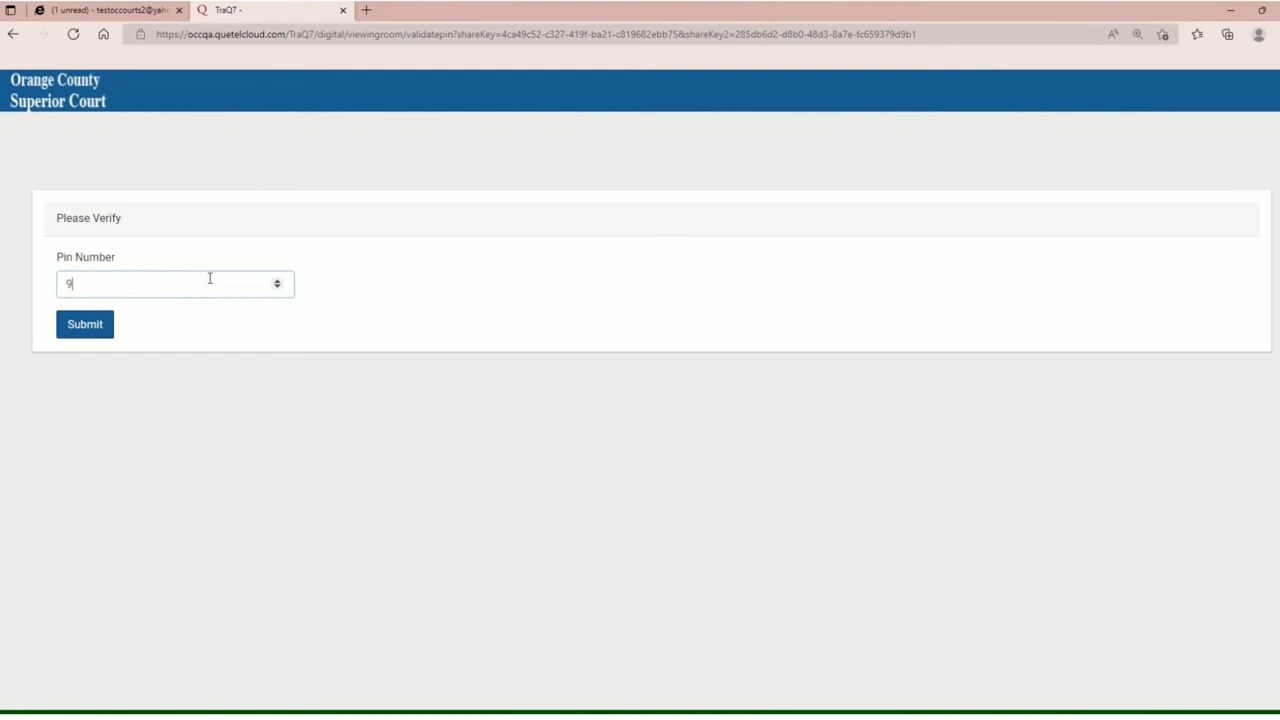 (1 unread) - testoccourts2@yaho
TraQ7 -
https://occqa.quetelcloud.com/TraQ7/digital/viewingroom/validatepin?shareKey=4ca49c52-c327-419f-ba21-c819682ebb75&shareKey2=285db6d2-d8b0-48d3-8a7e-fc659379d9b1
Orange County
Superior Court
Please Verify
Pin Number
9
Submit